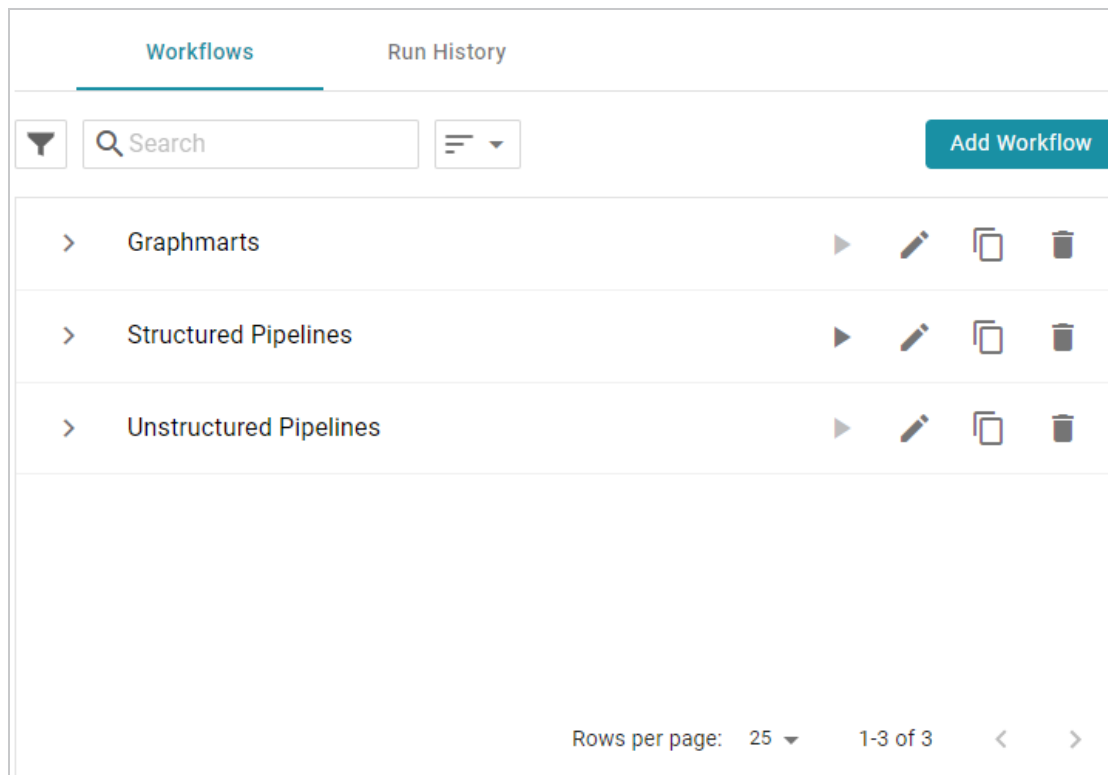 Workflows Run History
Search Add Workflow
Graphmarts
Structured Pipelines
Unstructured Pipelines
Rows per page: 25 1-3 of 3